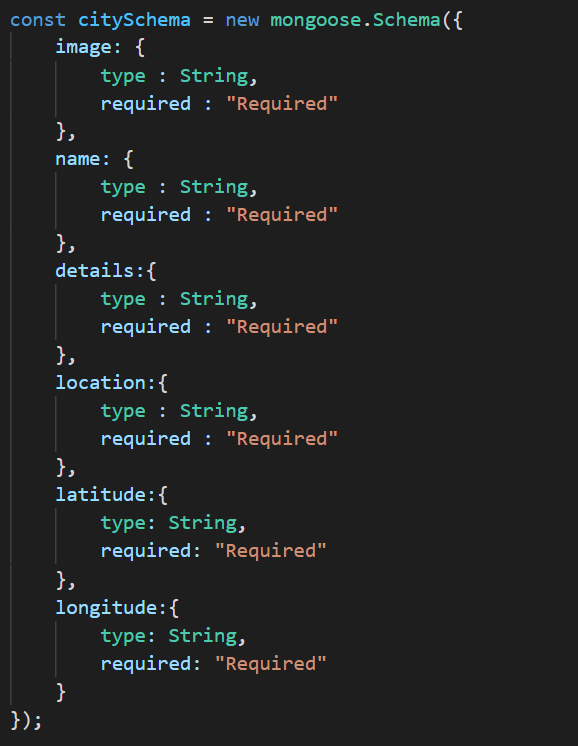 const citySchema = new mongoose.Schema({
    image: {
        type : String,
        required : "Required"
    },
    name: {
        type : String,
        required : "Required"
    },
    details:{
        type : String,
        required : "Required"
    },
    location:{
        type : String,
        required : "Required"
    },
    latitude:{
        type: String,
        required: "Required"
    },
    longitude:{
        type: String,
        required: "Required"
    }
});